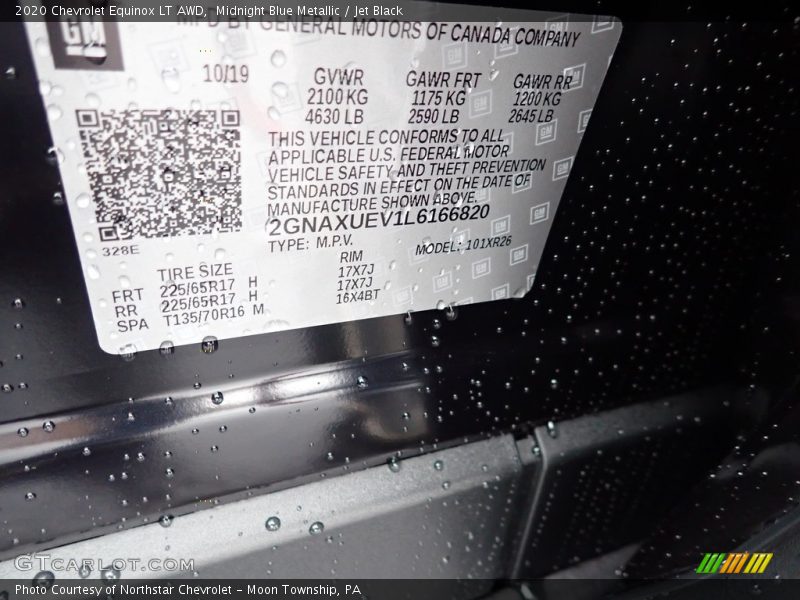 2020 Chevrolet Equinox LT AWD, Midnight Blue Metallic / Jet Black
GM
MFD BY GENERAL MOTORS OF CANADA COMPANY
10/19
GVWR GAWR FRT GAWR RR
2100 KG 1175 KG 1200 KG
4630 LB 2590 LB 2645 LB
THIS VEHICLE CONFORMS TO ALL
APPLICABLE U.S. FEDERAL MOTOR
VEHICLE SAFETY AND THEFT PREVENTION
STANDARDS IN EFFECT ON THE DATE OF
MANUFACTURE SHOWN ABOVE.
2GNAXUEV1L6166820
TYPE: M.P.V. MODEL: 101XR26
328E
TIRE SIZE RIM
FRT 225/65R17 H 17X7J
RR 225/65R17 H 17X7J
SPA T135/70R16 M 16X4BT
GTCARLOT.COM
Photo Courtesy of Northstar Chevrolet - Moon Township, PA